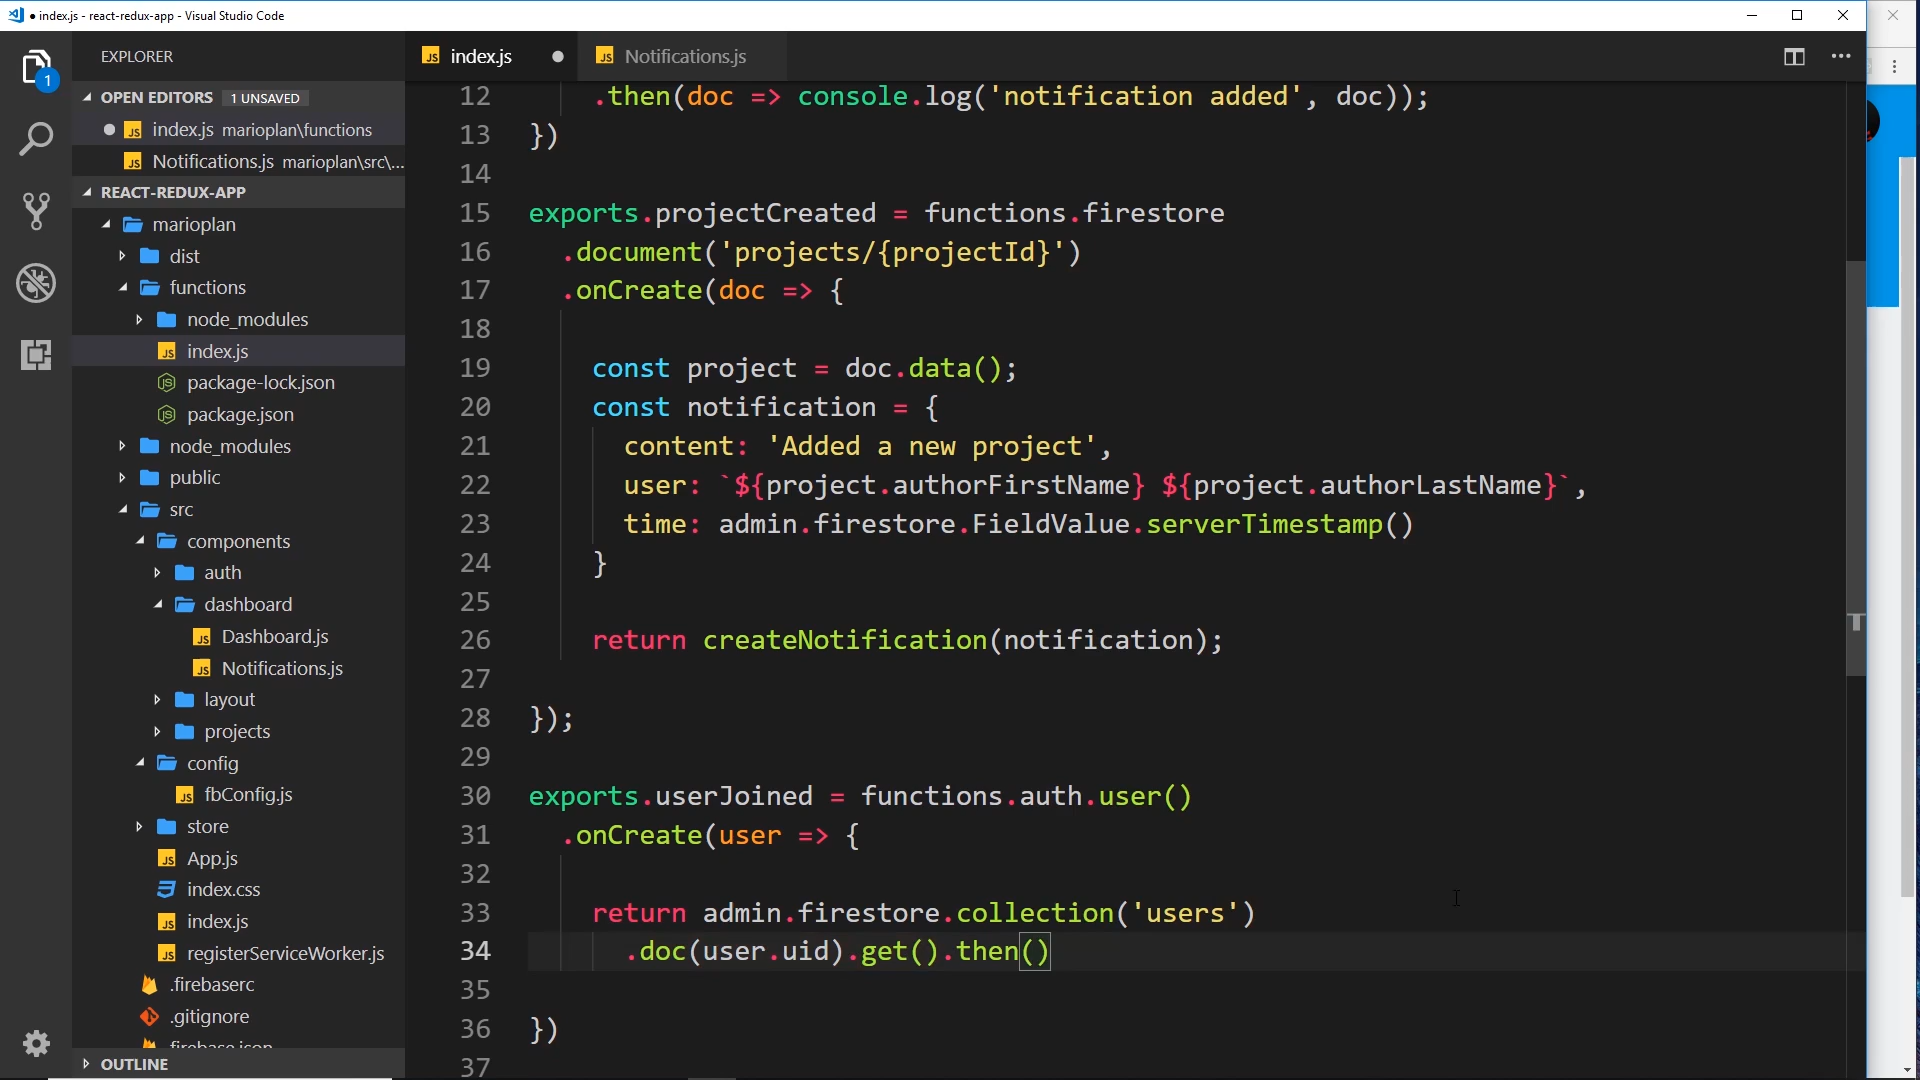 ● index.js - react-redux-app - Visual Studio Code
EXPLORER
OPEN EDITORS 1 UNSAVED
index.js marioplan\functions
Notifications.js marioplan\src\...
REACT-REDUX-APP
marioplan
dist
functions
node_modules
index.js
package-lock.json
package.json
node_modules
public
src
components
auth
dashboard
Dashboard.js
Notifications.js
layout
projects
config
fbConfig.js
store
App.js
index.css
index.js
registerServiceWorker.js
.firebaserc
.gitignore
firebase.json
OUTLINE
1
index.js
Notifications.js
12 .then(doc => console.log('notification added', doc));
13 })
14
15 exports.projectCreated = functions.firestore
16 .document('projects/{projectId}')
17 .onCreate(doc => {
18
19 const project = doc.data();
20 const notification = {
21 content: 'Added a new project',
22 user: `${project.authorFirstName} ${project.authorLastName}`,
23 time: admin.firestore.FieldValue.serverTimestamp()
24 }
25
26 return createNotification(notification);
27
28 });
29
30 exports.userJoined = functions.auth.user()
31 .onCreate(user => {
32
33 return admin.firestore.collection('users')
34 .doc(user.uid).get().then()
35
36 })
37